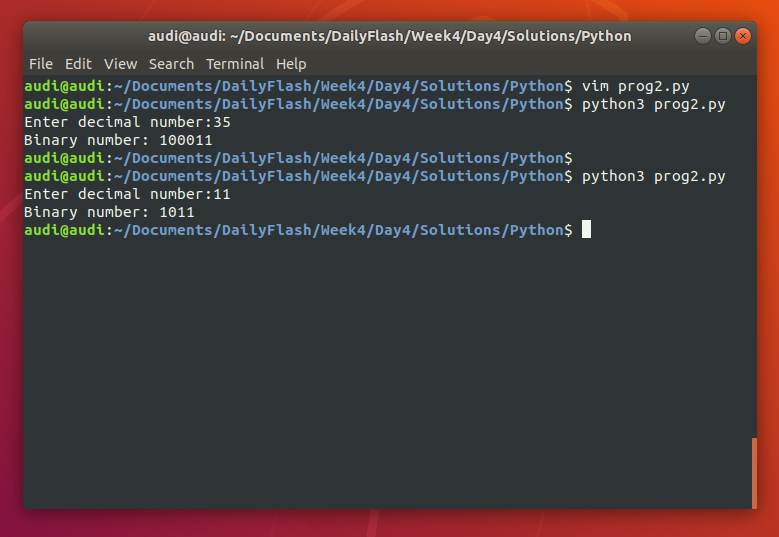 audi@audi: ~/Documents/DailyFlash/Week4/Day4/Solutions/Python
File Edit View Search Terminal Help
audi@audi:~/Documents/DailyFlash/Week4/Day4/Solutions/Python$ vim prog2.py
audi@audi:~/Documents/DailyFlash/Week4/Day4/Solutions/Python$ python3 prog2.py
Enter decimal number:35
Binary number: 100011
audi@audi:~/Documents/DailyFlash/Week4/Day4/Solutions/Python$
audi@audi:~/Documents/DailyFlash/Week4/Day4/Solutions/Python$ python3 prog2.py
Enter decimal number:11
Binary number: 1011
audi@audi:~/Documents/DailyFlash/Week4/Day4/Solutions/Python$